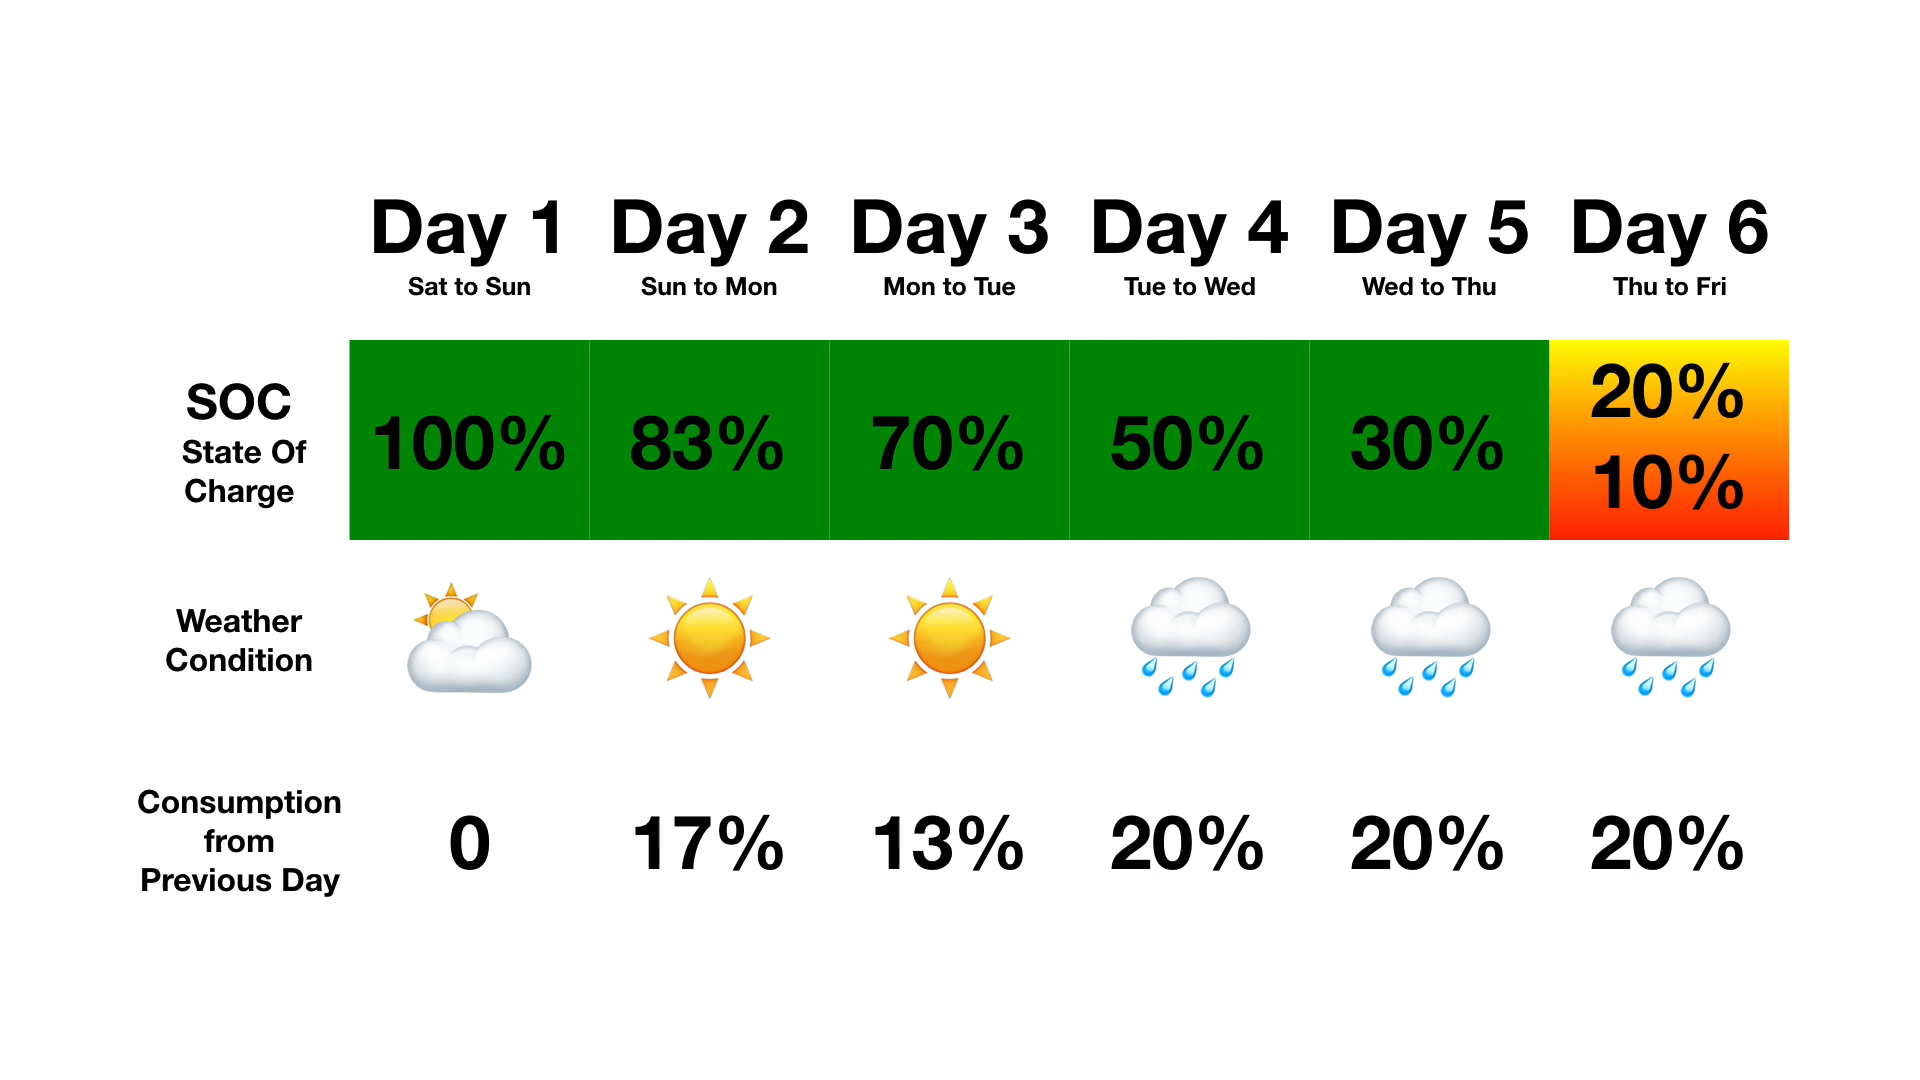 Day 1 Day 2 Day 3 Day 4 Day 5 Day 6
Sat to Sun Sun to Mon Mon to Tue Tue to Wed Wed to Thu Thu to Fri
SOC
State Of
Charge
100% 83% 70% 50% 30% 20%
10%
Weather
Condition
Consumption
from
Previous Day
0 17% 13% 20% 20% 20%